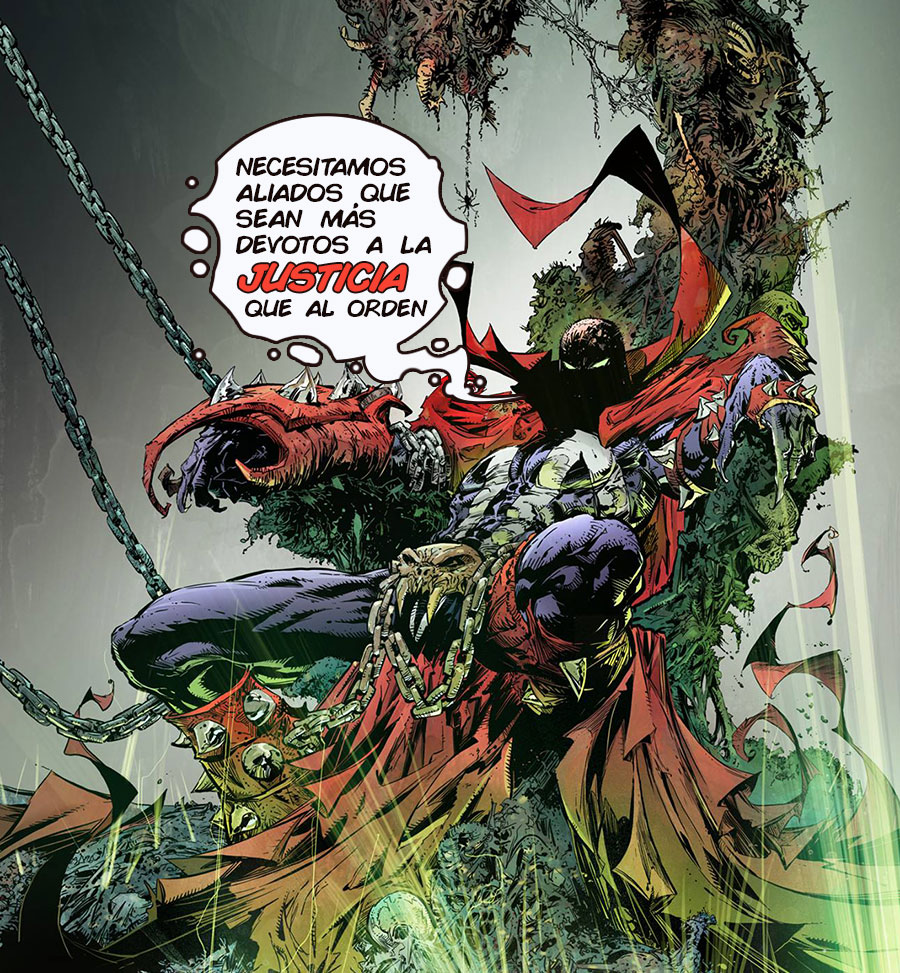 NECESITAMOS
ALIADOS QUE
SEAN MÁS
DEVOTOS A LA
JUSTICIA
QUE AL ORDEN